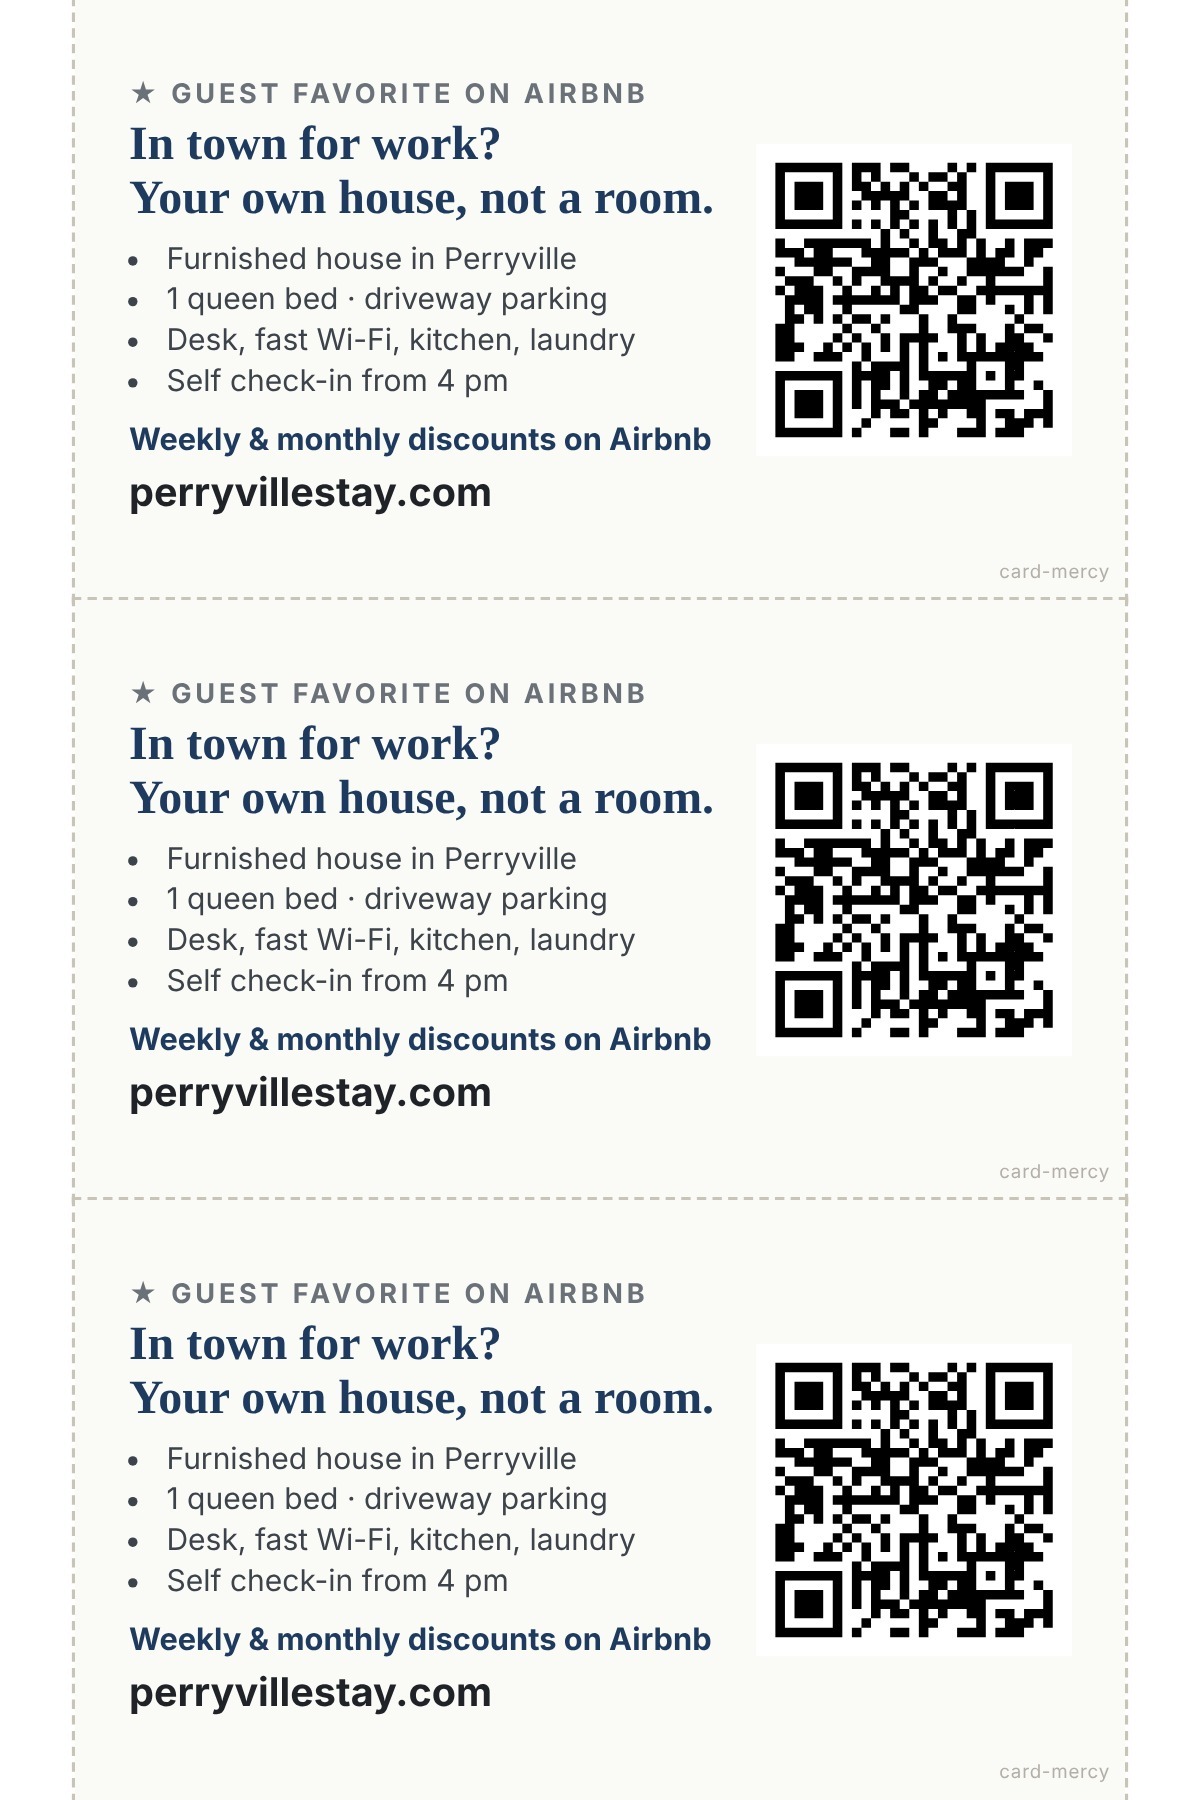 ★ GUEST FAVORITE ON AIRBNB
In town for work?
Your own house, not a room.
• Furnished house in Perryville
• 1 queen bed · driveway parking
• Desk, fast Wi-Fi, kitchen, laundry
• Self check-in from 4 pm
Weekly & monthly discounts on Airbnb
perryvillestay.com
card-mercy
★ GUEST FAVORITE ON AIRBNB
In town for work?
Your own house, not a room.
• Furnished house in Perryville
• 1 queen bed · driveway parking
• Desk, fast Wi-Fi, kitchen, laundry
• Self check-in from 4 pm
Weekly & monthly discounts on Airbnb
perryvillestay.com
card-mercy
★ GUEST FAVORITE ON AIRBNB
In town for work?
Your own house, not a room.
• Furnished house in Perryville
• 1 queen bed · driveway parking
• Desk, fast Wi-Fi, kitchen, laundry
• Self check-in from 4 pm
Weekly & monthly discounts on Airbnb
perryvillestay.com
card-mercy